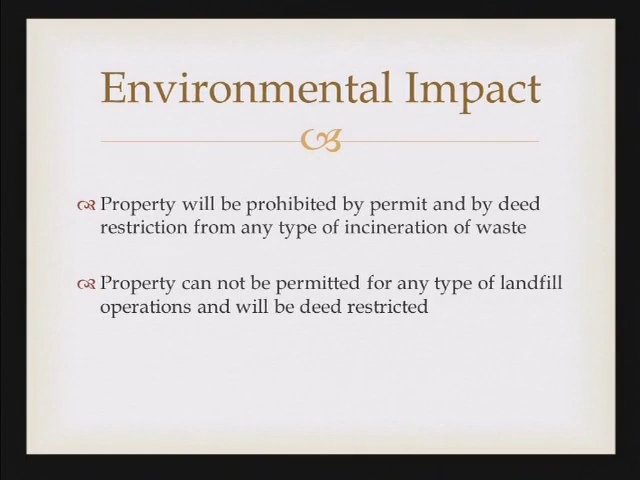 Environmental Impact
Property will be prohibited by permit and by deed
restriction from any type of incineration of waste
Property can not be permitted for any type of landfill
operations and will be deed restricted